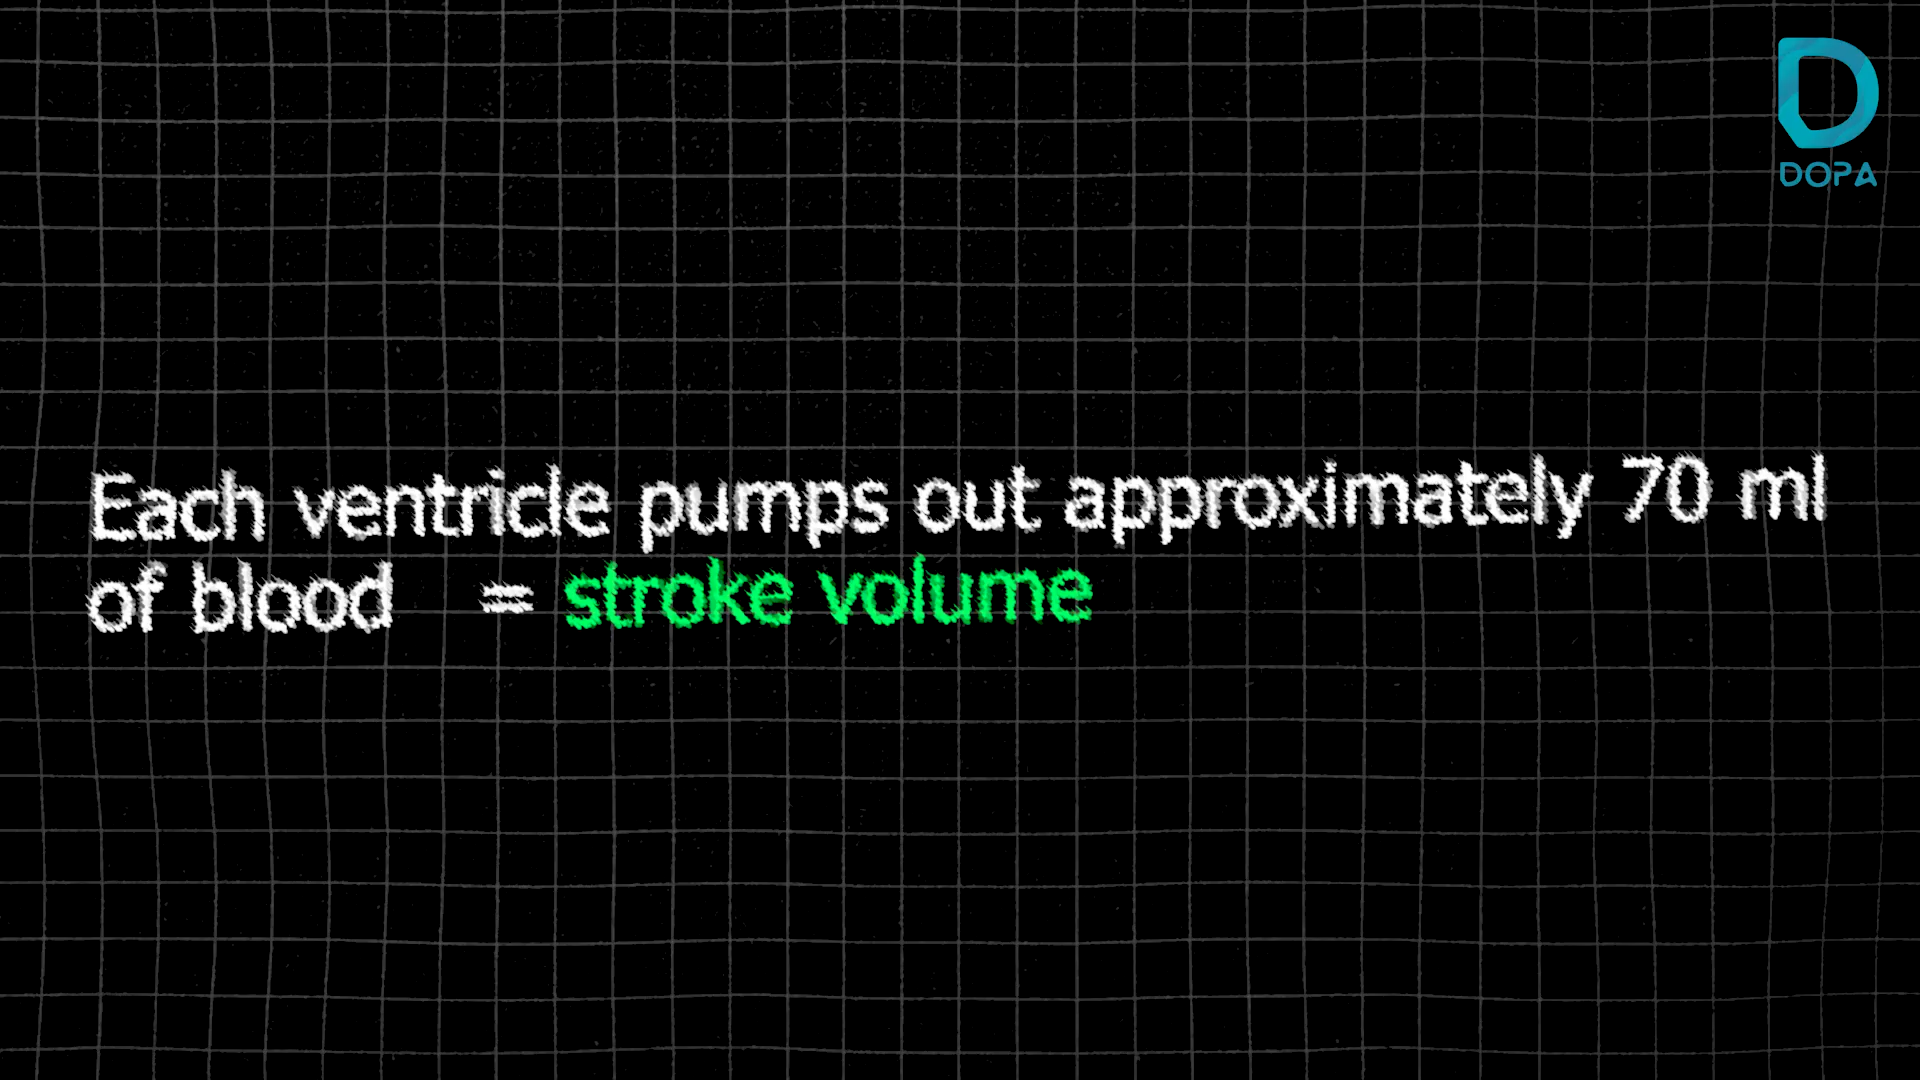 DOPA
Each ventricle pumps out approximately 70 ml
of blood = stroke volume